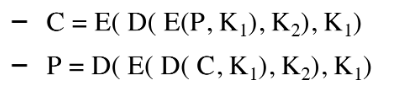 – C = E( D( E(P, K₁), K₂), K₁)
– P = D( E( D( C, K₁), K₂), K₁)